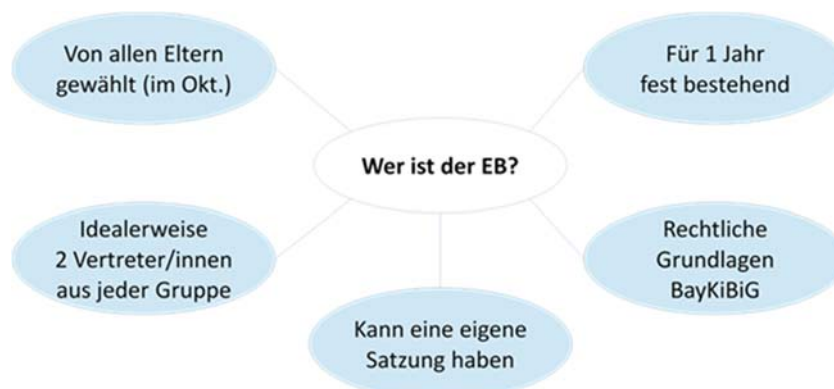 Von allen Eltern
gewählt (im Okt.)
Für 1 Jahr
fest bestehend
Wer ist der EB?
Idealerweise
2 Vertreter/innen
aus jeder Gruppe
Rechtliche
Grundlagen
BayKiBiG
Kann eine eigene
Satzung haben